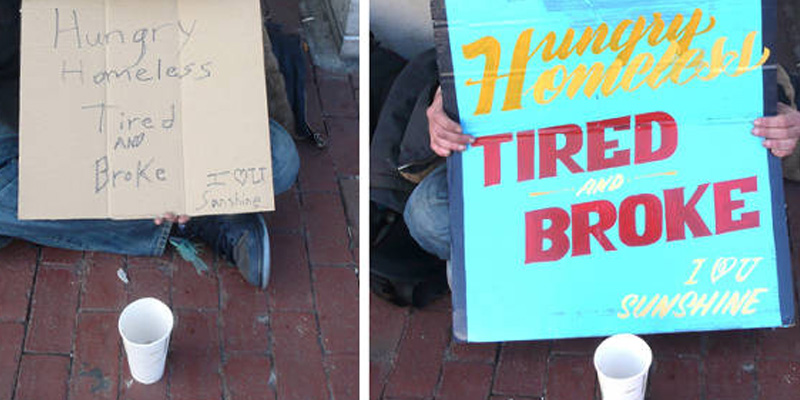 Hungry
Homeless
Tired
AND
Broke
I ♡ U
Sunshine
Hungry
Homeless
TIRED
AND
BROKE
I ♡ U
SUNSHINE